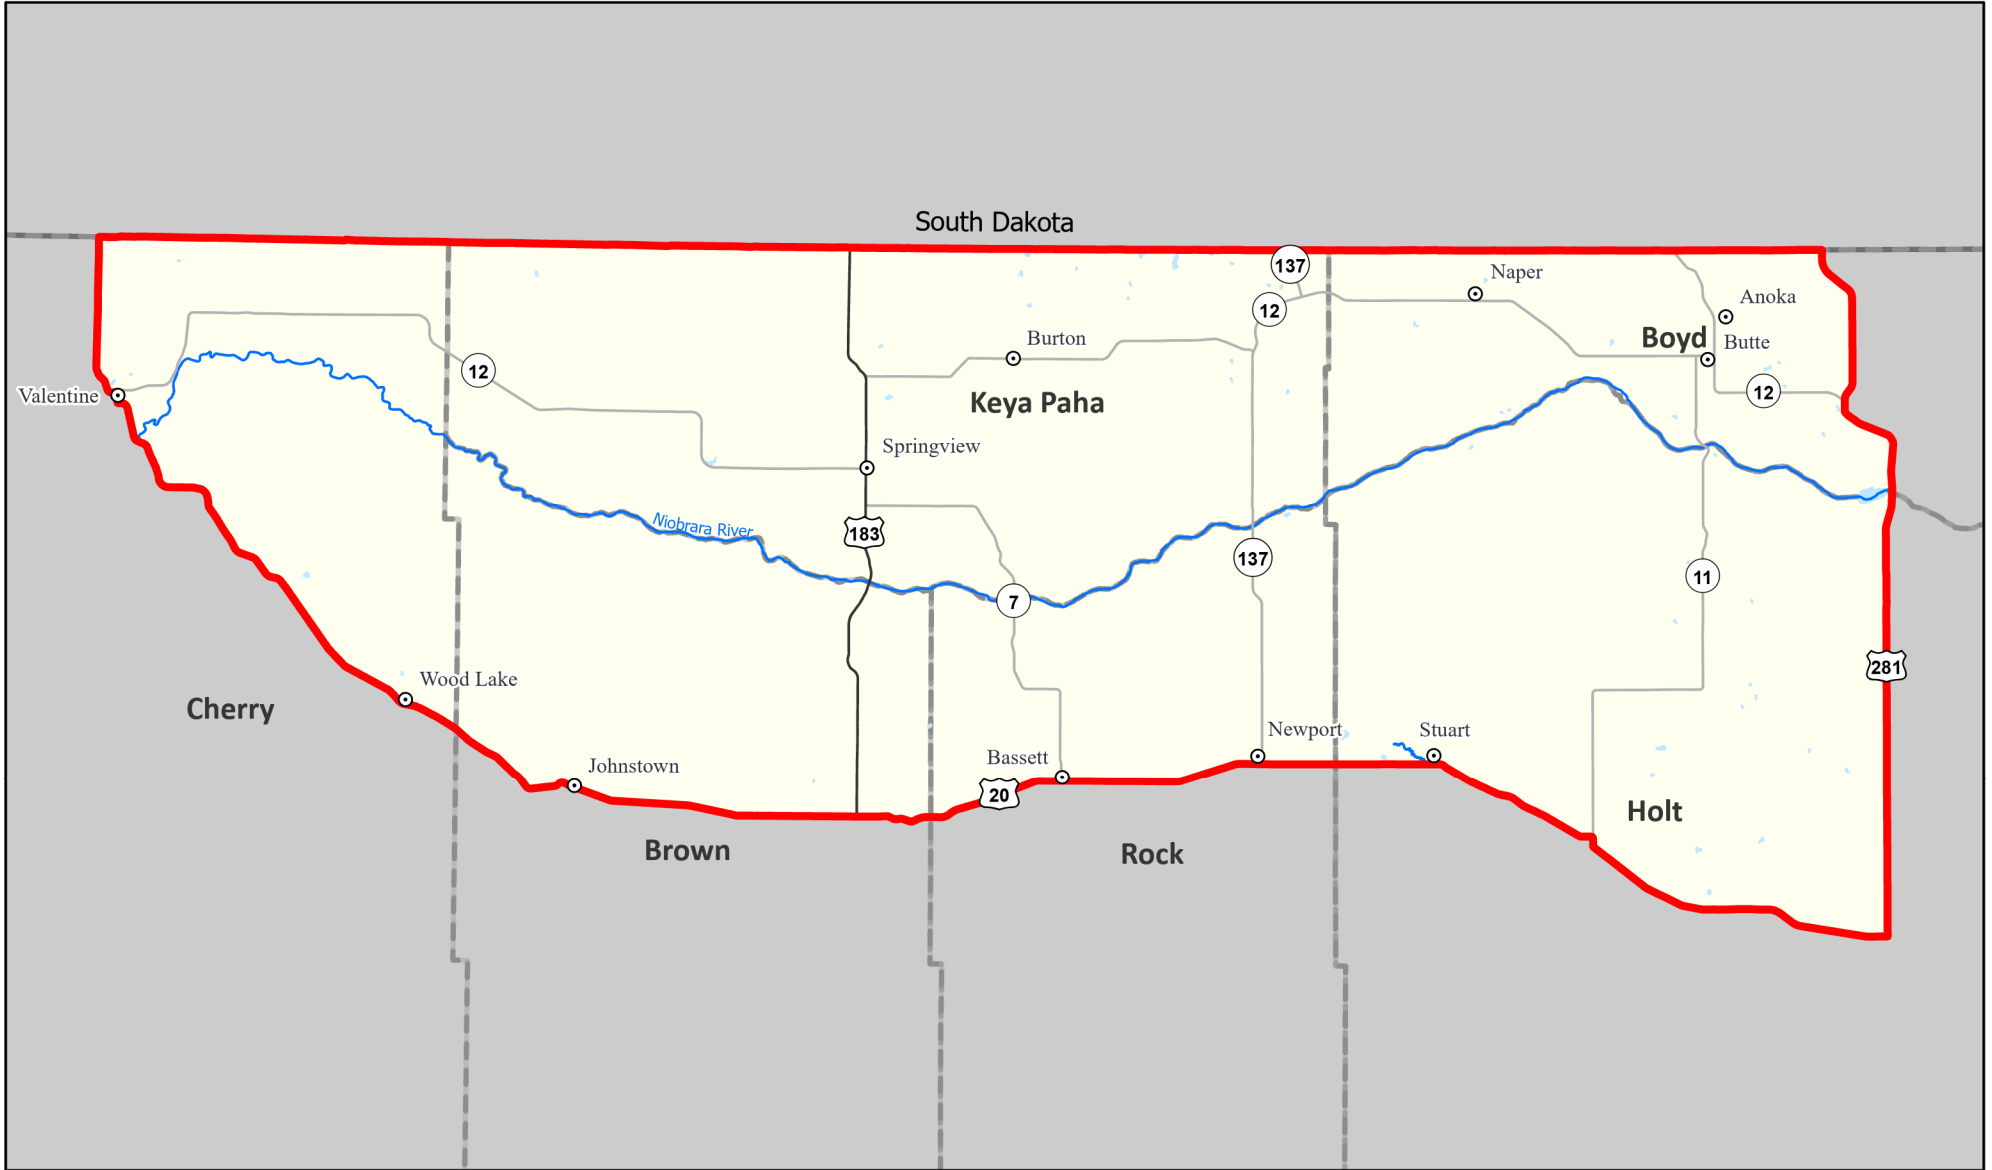 South Dakota
137
Naper
12
Anoka
Burton
Boyd
Butte
12
Valentine
Keya Paha
12
Springview
Niobrara River
183
137
11
7
281
Wood Lake
Cherry
Newport
Stuart
Bassett
Johnstown
20
Holt
Brown
Rock